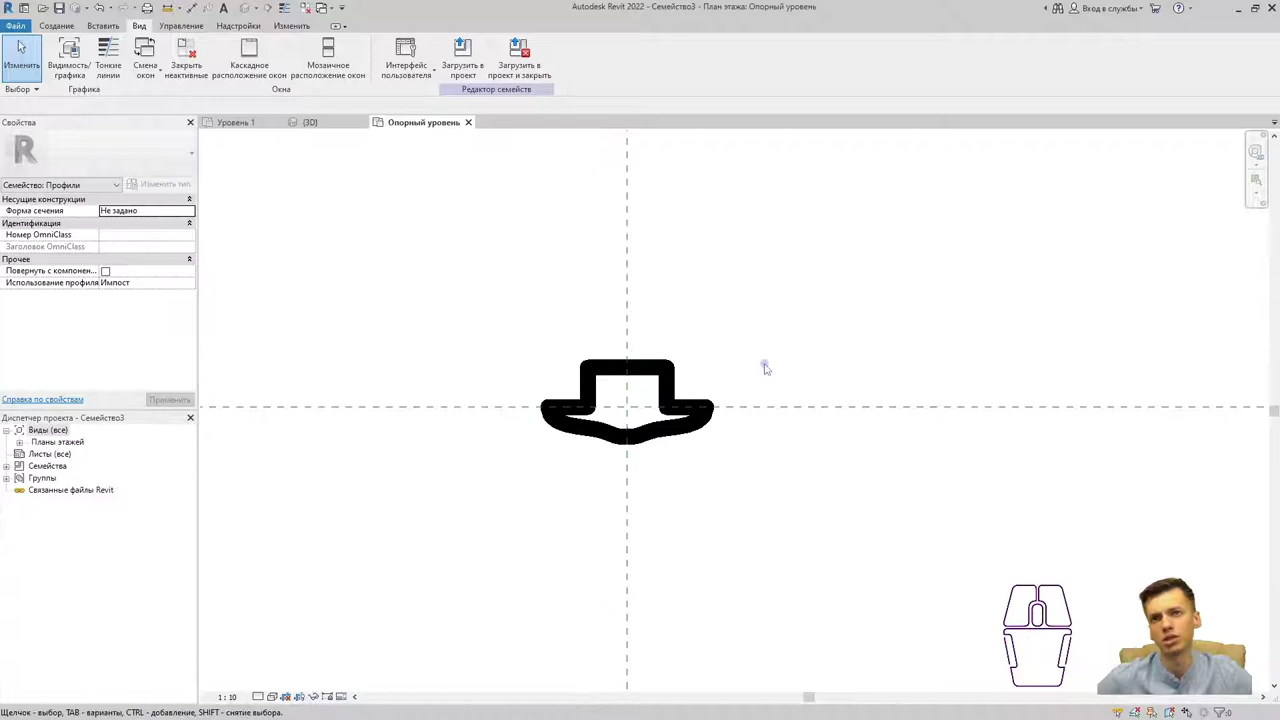 Autodesk Revit 2022 - Семейство3 - План этажа: Опорный уровень
Вход в службы
Файл Создание Вставить Вид Управление Надстройки Изменить
Изменить
Видимость/ графика
Тонкие линии
Смена окон
Закрыть неактивные
Каскадное расположение окон
Мозаичное расположение окон
Интерфейс пользователя
Загрузить в проект
Загрузить в проект и закрыть
Выбор Графика Окна Редактор семейств
Свойства
Уровень 1 {3D} Опорный уровень
R
Семейство: Профили Изменить тип
Несущие конструкции
Форма сечения Не задано
Идентификация
Номер OmniClass
Заголовок OmniClass
Прочее
Повернуть с компонен...
Использование профиля Импост
Справка по свойствам Применить
Диспетчер проекта - Семейство3
Виды (все)
Планы этажей
Листы (все)
Семейства
Группы
Связанные файлы Revit
1 : 10
Щелчок - выбор, TAB - варианты, CTRL - добавление, SHIFT - снятие выбора.
:0